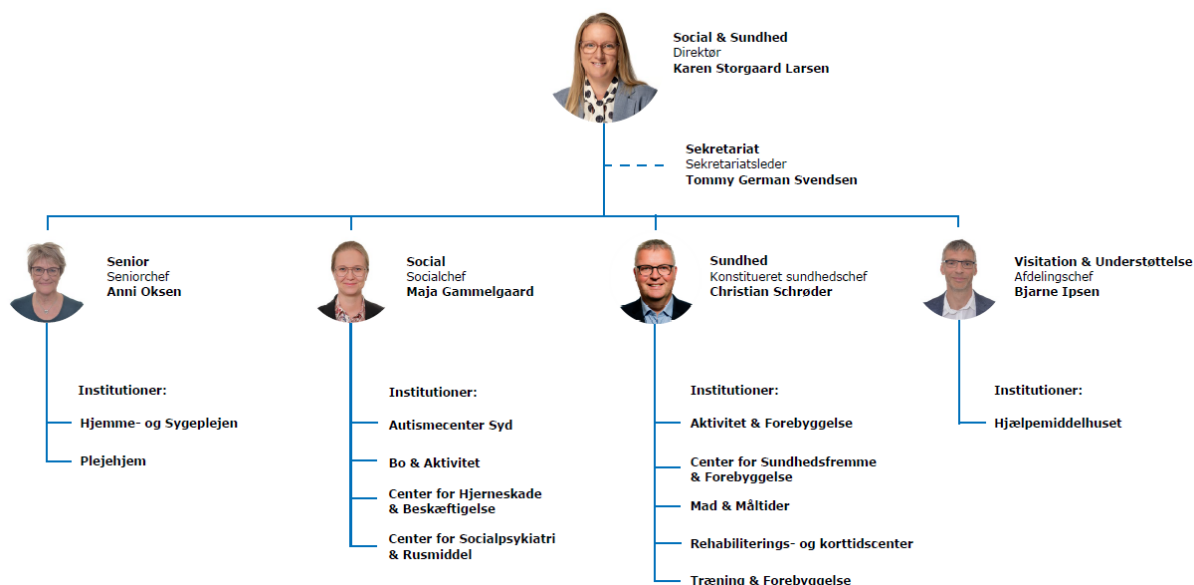 Social & Sundhed
Direktør
Karen Storgaard Larsen
Sekretariat
Sekretariatsleder
Tommy German Svendsen
Senior
Seniorchef
Anni Oksen
Social
Socialchef
Maja Gammelgaard
Sundhed
Konstitueret sundhedschef
Christian Schrøder
Visitation & Understøttelse
Afdelingschef
Bjarne Ipsen
Institutioner:
Hjemme- og Sygeplejen
Plejehjem
Institutioner:
Autismecenter Syd
Bo & Aktivitet
Center for Hjerneskade
& Beskæftigelse
Center for Socialpsykiatri
& Rusmiddel
Institutioner:
Aktivitet & Forebyggelse
Center for Sundhedsfremme
& Forebyggelse
Mad & Måltider
Rehabiliterings- og korttidscenter
Træning & Forebyggelse
Institutioner:
Hjælpemiddelhuset